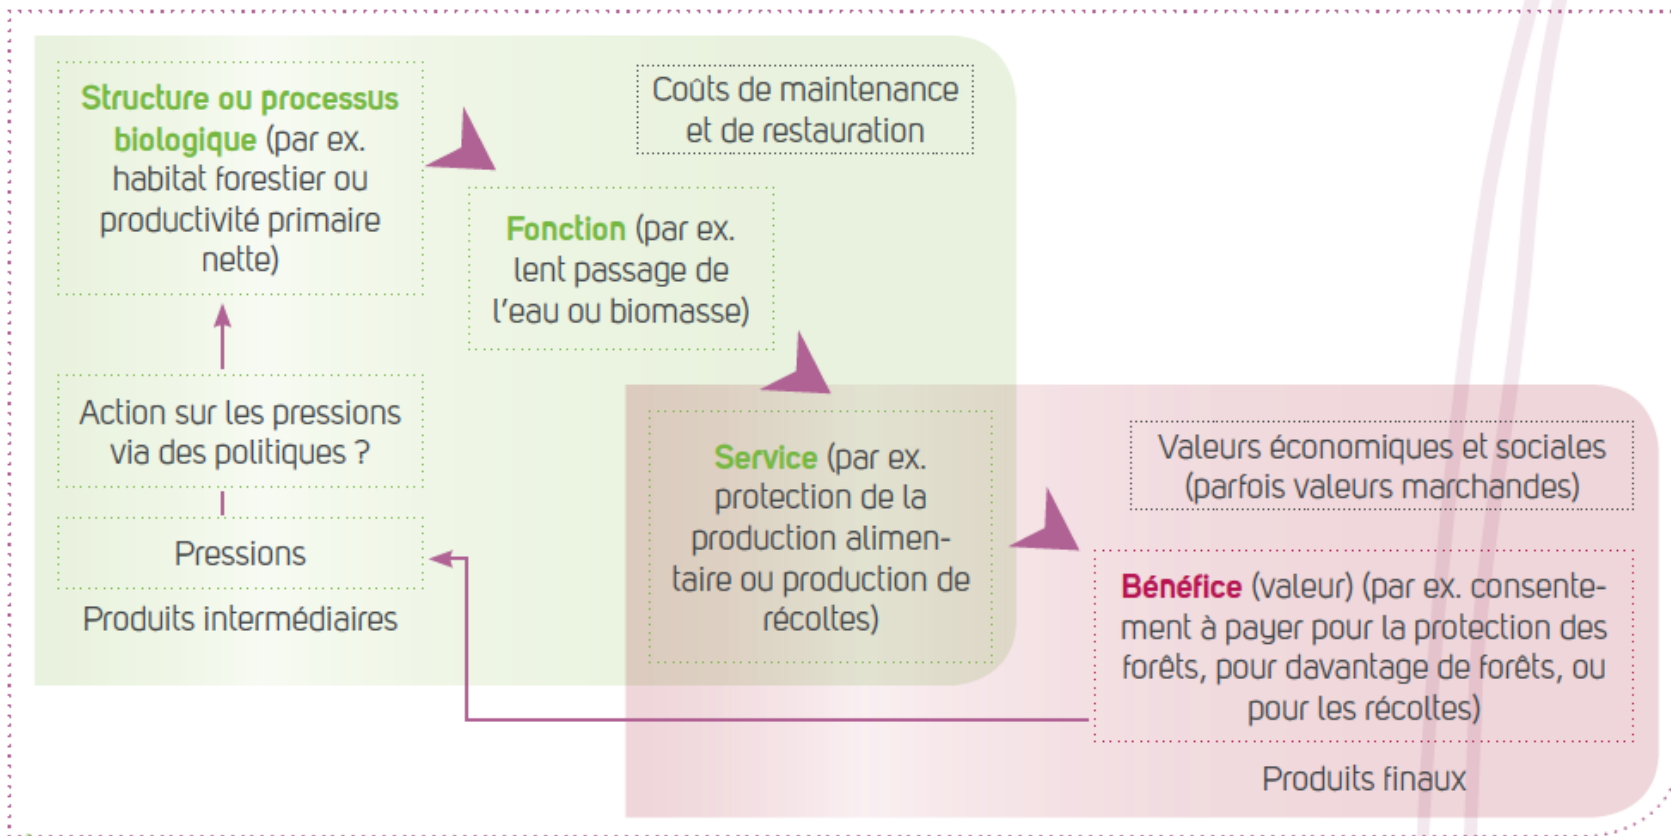 Structure ou processus
biologique (par ex.
habitat forestier ou
productivité primaire
nette)
Coûts de maintenance
et de restauration
Fonction (par ex.
lent passage de
l'eau ou biomasse)
Action sur les pressions
via des politiques ?
Pressions
Produits intermédiaires
Service (par ex.
protection de la
production alimen-
taire ou production de
récoltes)
Valeurs économiques et sociales
(parfois valeurs marchandes)
Bénéfice (valeur) (par ex. consente-
ment à payer pour la protection des
forêts, pour davantage de forêts, ou
pour les récoltes)
Produits finaux